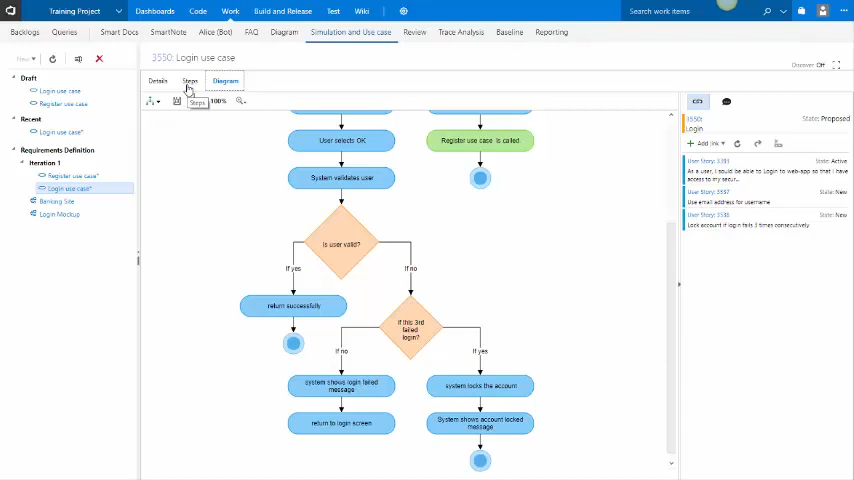 Training Project
Dashboards
Code
Work
Build and Release
Test
Wiki
Search work items
Backlogs
Queries
Smart Docs
SmartNote
Alice (Bot)
FAQ
Diagram
Simulation and Use case
Review
Trace Analysis
Baseline
Reporting
New
3550: Login use case
Discover Off
Details
Steps
Diagram
Steps
100%
Draft
Login use case
Register use case
Recent
Login use case*
Requirements Definition
Iteration 1
Register use case*
Login use case*
Banking Site
Login Mockup
User selects OK
Register use case is called
System validates user
Is user valid?
If yes
If no
return successfully
If this 3rd
failed
login?
If no
If yes
system shows login failed
message
system locks the account
return to login screen
System shows account locked
message
3550:
Login
State: Proposed
Add link
User Story: 3391
State: Active
As a user, I sould be able to Login to web-app so that I have
access to my secur...
User Story: 3537
State: New
Use email address for username
User Story: 3536
State: New
Lock account if login fails 3 times consecutively